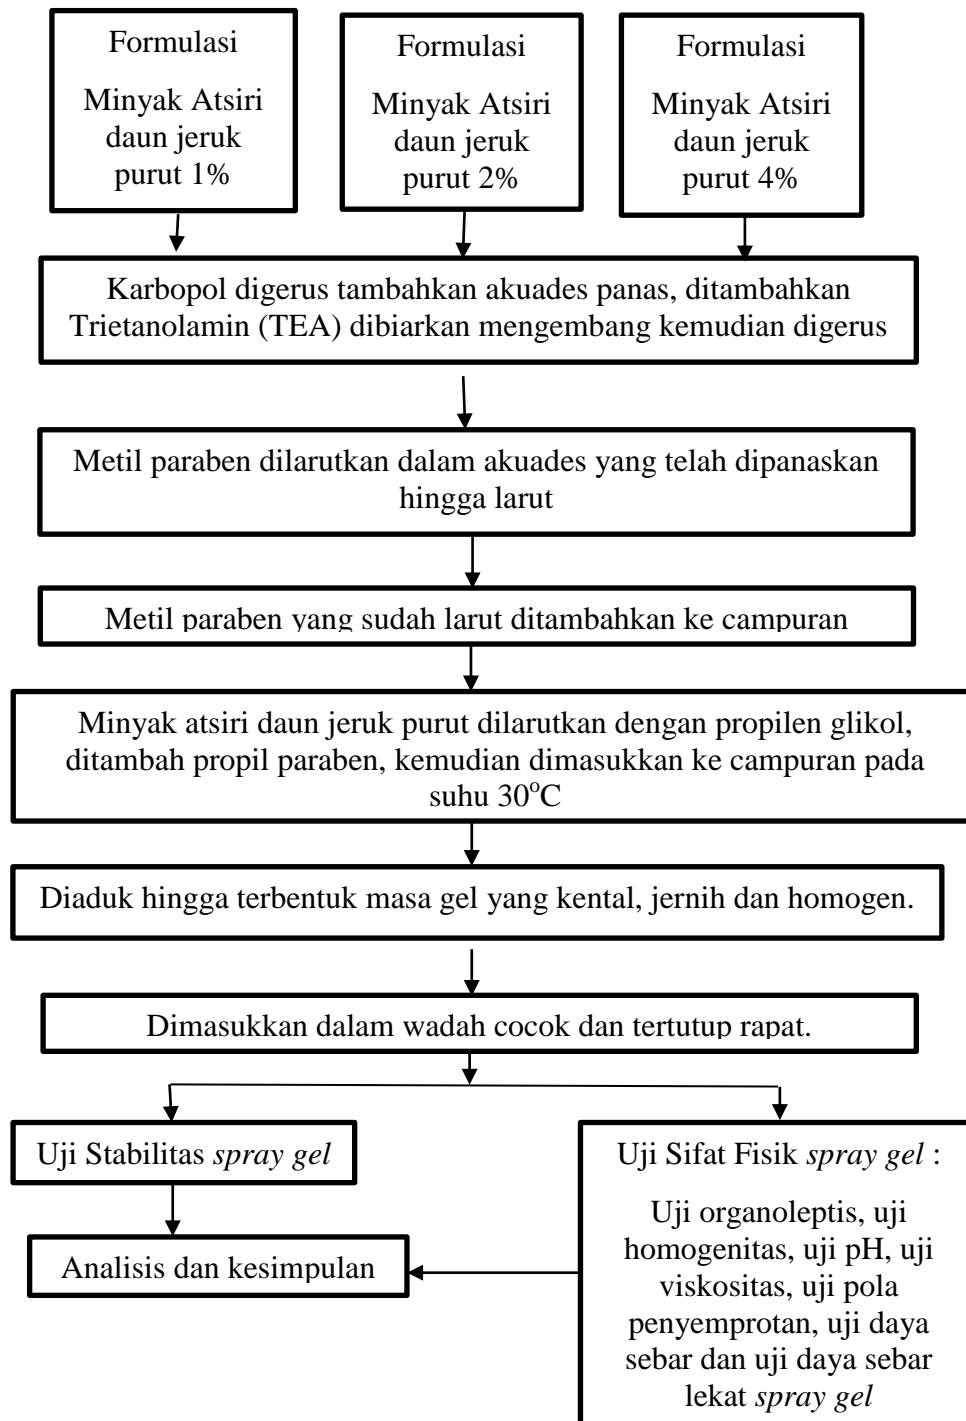 Formulasi
Minyak Atsiri
daun jeruk
purut 1%
Formulasi
Minyak Atsiri
daun jeruk
purut 2%
Formulasi
Minyak Atsiri
daun jeruk
purut 4%
Karbopol digerus tambahkan akuades panas, ditambahkan
Trietanolamin (TEA) dibiarkan mengembang kemudian digerus
Metil paraben dilarutkan dalam akuades yang telah dipanaskan
hingga larut
Metil paraben yang sudah larut ditambahkan ke campuran
Minyak atsiri daun jeruk purut dilarutkan dengan propilen glikol,
ditambah propil paraben, kemudian dimasukkan ke campuran pada
suhu 30°C
Diaduk hingga terbentuk masa gel yang kental, jernih dan homogen.
Dimasukkan dalam wadah cocok dan tertutup rapat.
Uji Stabilitas spray gel
Analisis dan kesimpulan
Uji Sifat Fisik spray gel :
Uji organoleptis, uji
homogenitas, uji pH, uji
viskositas, uji pola
penyemprotan, uji daya
sebar dan uji daya sebar
lekat spray gel